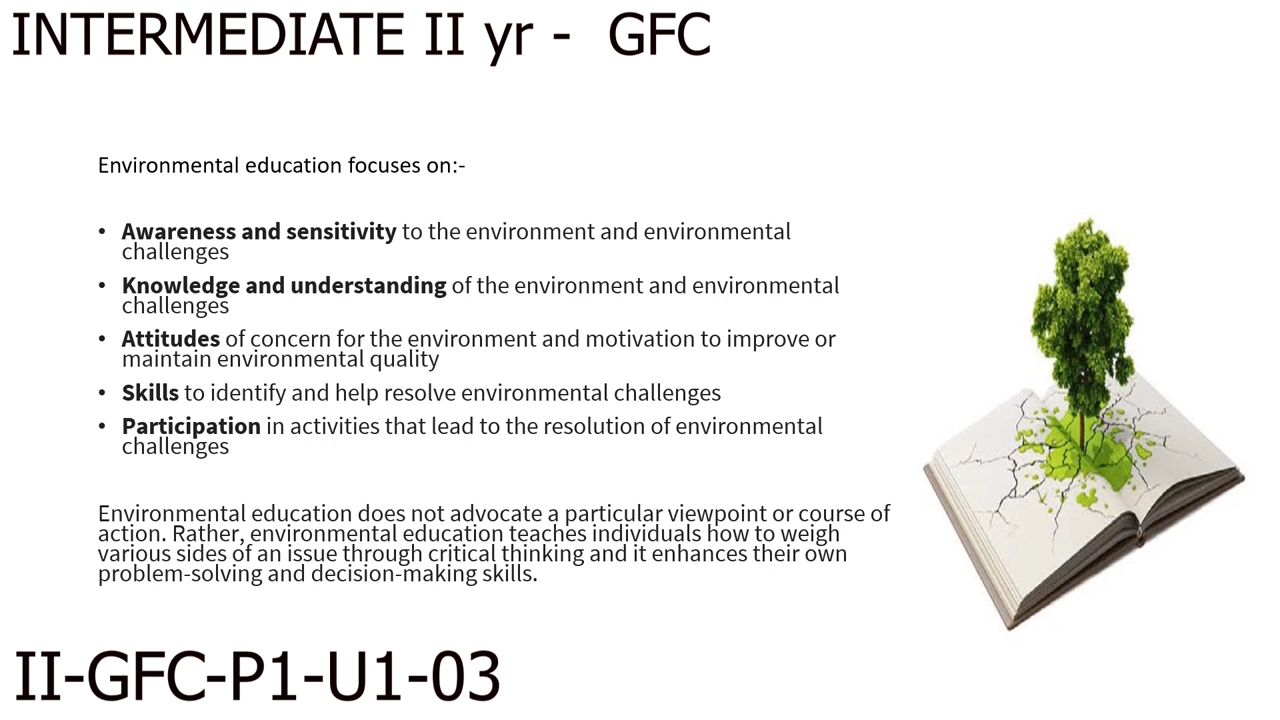 INTERMEDIATE II yr - GFC
Environmental education focuses on:-
• Awareness and sensitivity to the environment and environmental
challenges
• Knowledge and understanding of the environment and environmental
challenges
• Attitudes of concern for the environment and motivation to improve or
maintain environmental quality
• Skills to identify and help resolve environmental challenges
• Participation in activities that lead to the resolution of environmental
challenges
Environmental education does not advocate a particular viewpoint or course of
action. Rather, environmental education teaches individuals how to weigh
various sides of an issue through critical thinking and it enhances their own
problem-solving and decision-making skills.
II-GFC-P1-U1-03